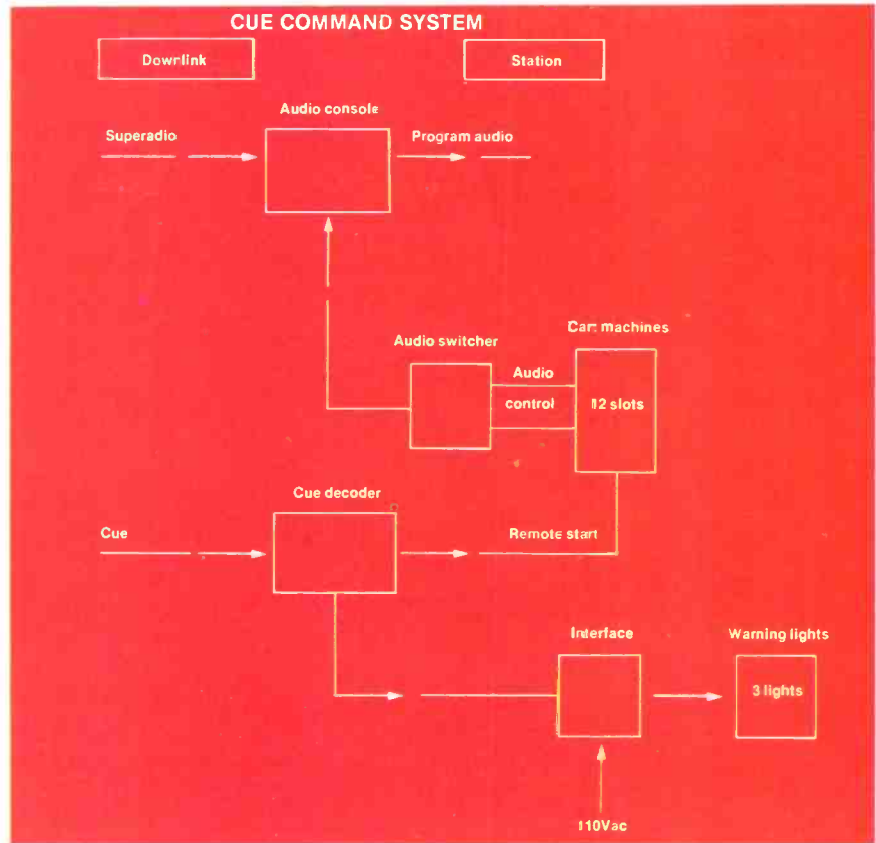 CUE COMMAND SYSTEM
Downlink
Station
Audio console
Superadio
Program audio
Cart machines
Audio switcher
Audio
control
12 slots
Cue decoder
Cue
Remote start
Interface
Warning lights
3 lights
110Vac